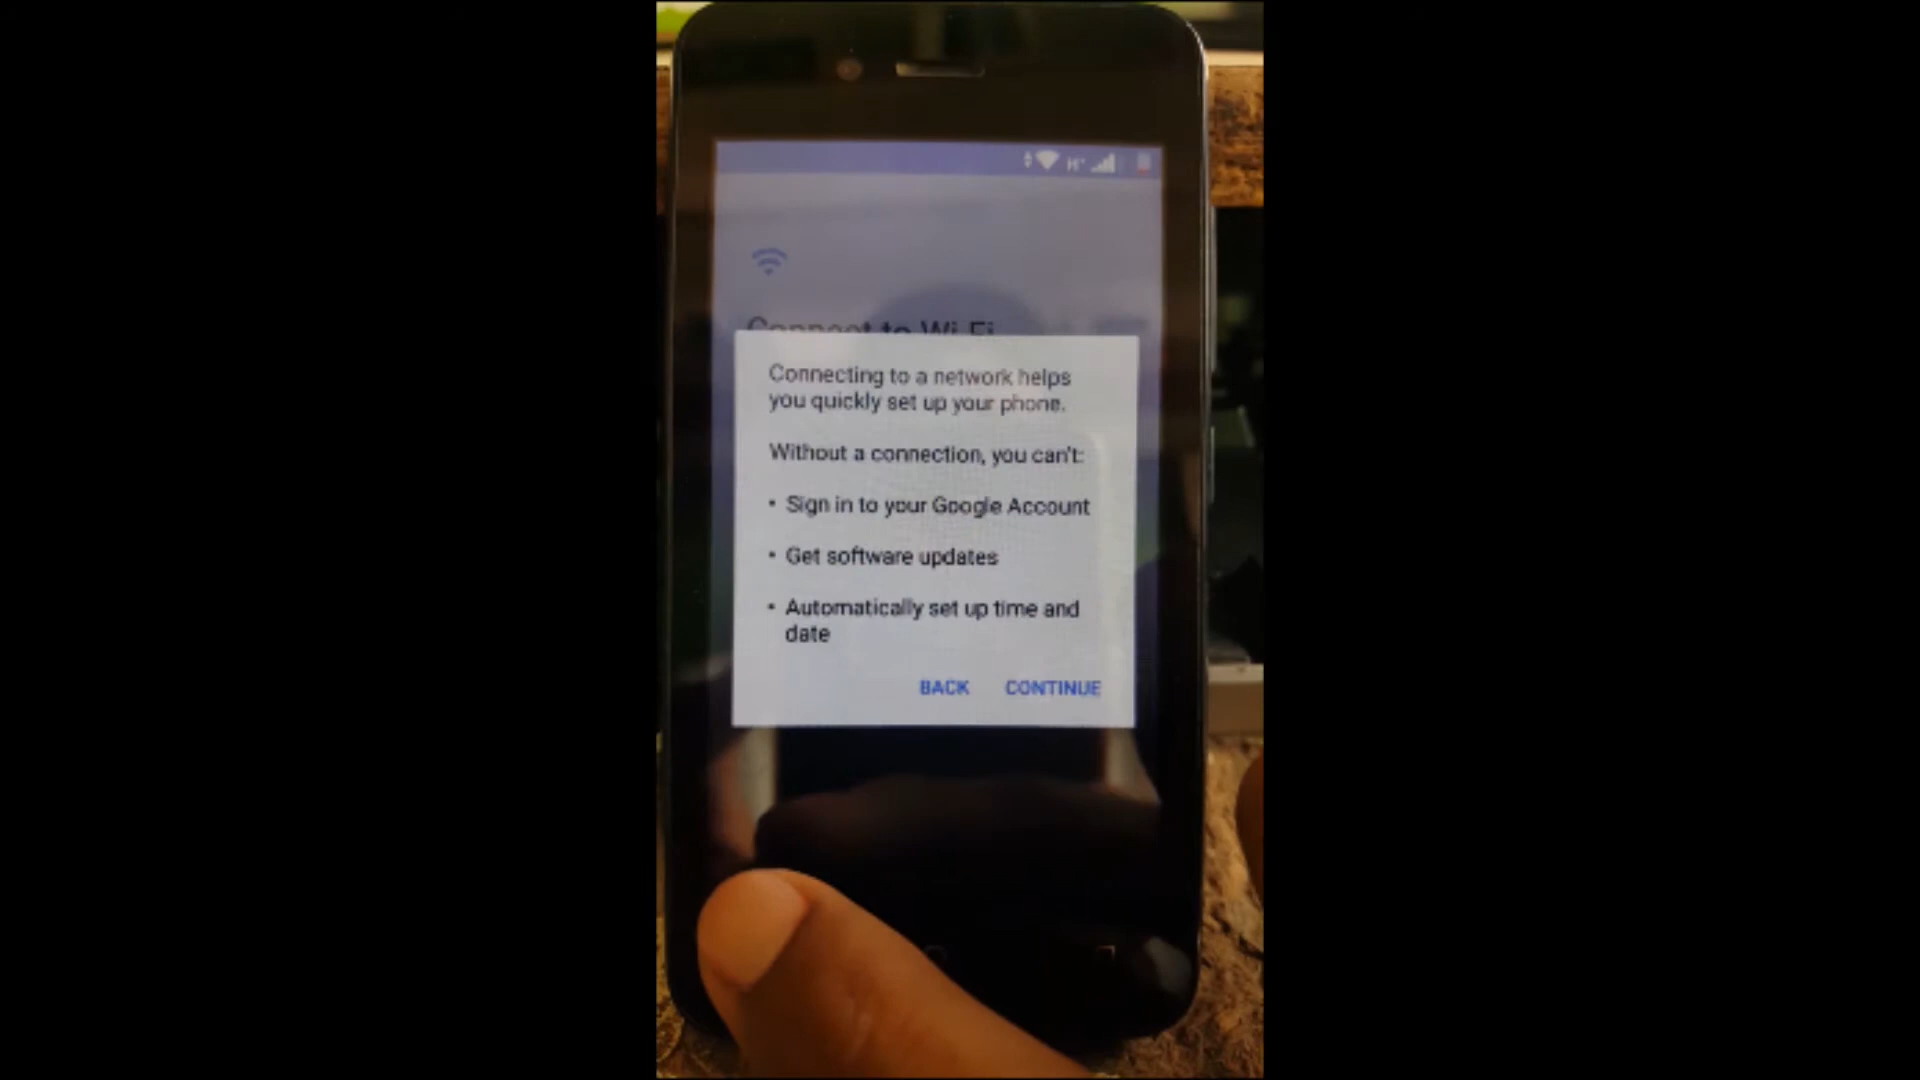 H+
Connect to Wi-Fi
Connecting to a network helps
you quickly set up your phone.
Without a connection, you can't:
• Sign in to your Google Account
• Get software updates
• Automatically set up time and
date
BACK CONTINUE